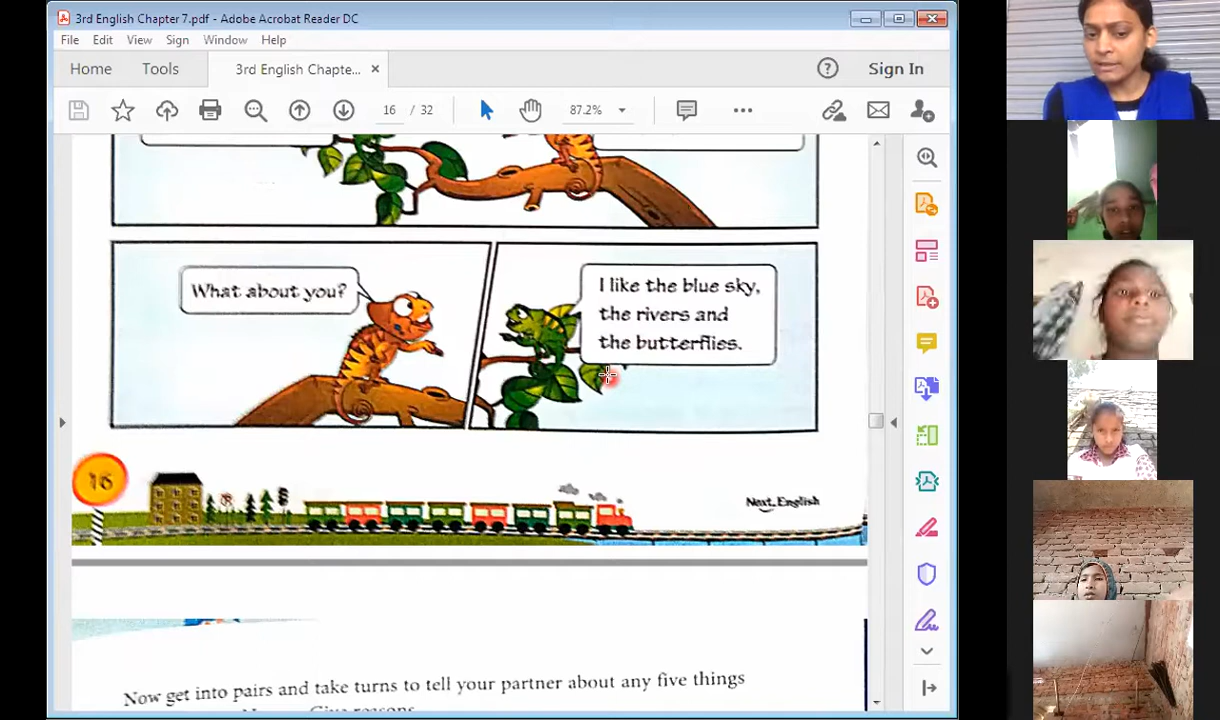 3rd English Chapter 7.pdf - Adobe Acrobat Reader DC
File Edit View Sign Window Help
Home Tools 3rd English Chapte... × Sign In
16 / 32 87.2%
What about you?
I like the blue sky,
the rivers and
the butterflies.
16
Next English
Now get into pairs and take turns to tell your partner about any five things
Give reasons